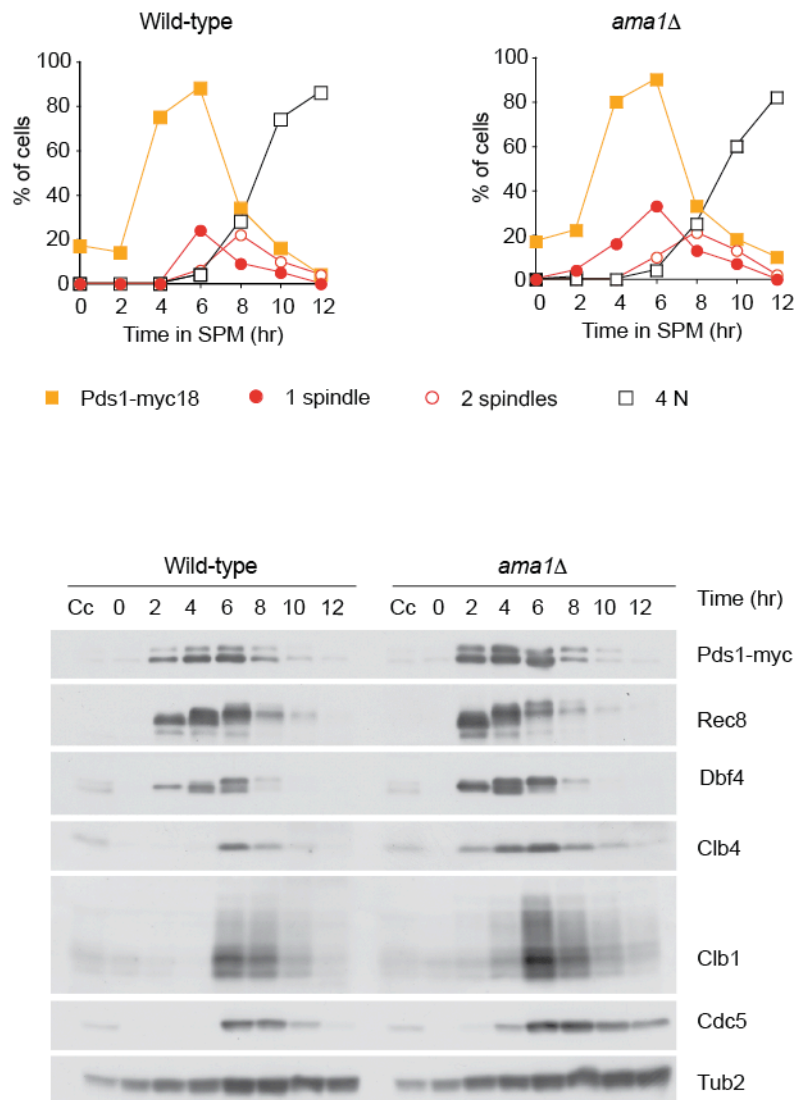 Wild-type
ama1Δ
% of cells
100
80
60
40
20
0
0 2 4 6 8 10 12
Time in SPM (hr)
% of cells
100
80
60
40
20
0
0 2 4 6 8 10 12
Time in SPM (hr)
Pds1-myc18 1 spindle 2 spindles 4 N
Wild-type ama1Δ
Cc 0 2 4 6 8 10 12 Cc 0 2 4 6 8 10 12 Time (hr)
Pds1-myc
Rec8
Dbf4
Clb4
Clb1
Cdc5
Tub2